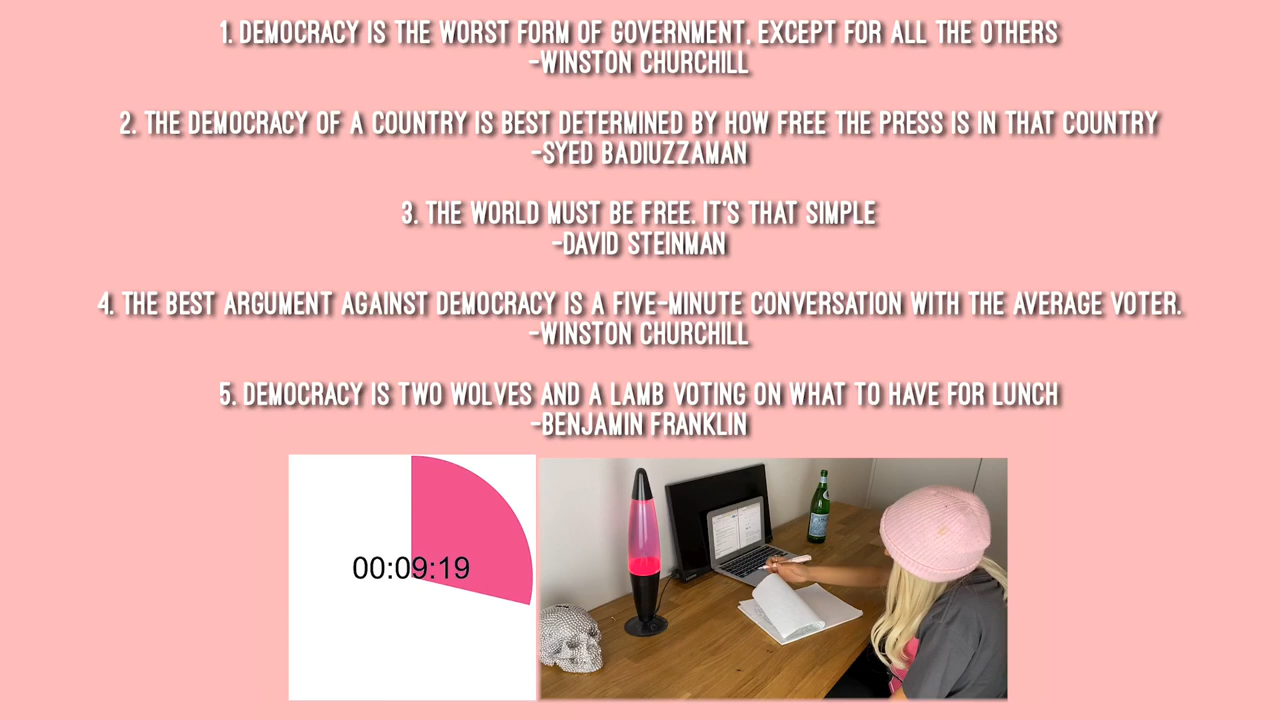 1. DEMOCRACY IS THE WORST FORM OF GOVERNMENT, EXCEPT FOR ALL THE OTHERS
-WINSTON CHURCHILL
2. THE DEMOCRACY OF A COUNTRY IS BEST DETERMINED BY HOW FREE THE PRESS IS IN THAT COUNTRY
-SYED BADIUZZAMAN
3. THE WORLD MUST BE FREE. IT'S THAT SIMPLE
-DAVID STEINMAN
4. THE BEST ARGUMENT AGAINST DEMOCRACY IS A FIVE-MINUTE CONVERSATION WITH THE AVERAGE VOTER.
-WINSTON CHURCHILL
5. DEMOCRACY IS TWO WOLVES AND A LAMB VOTING ON WHAT TO HAVE FOR LUNCH
-BENJAMIN FRANKLIN
00:09:19